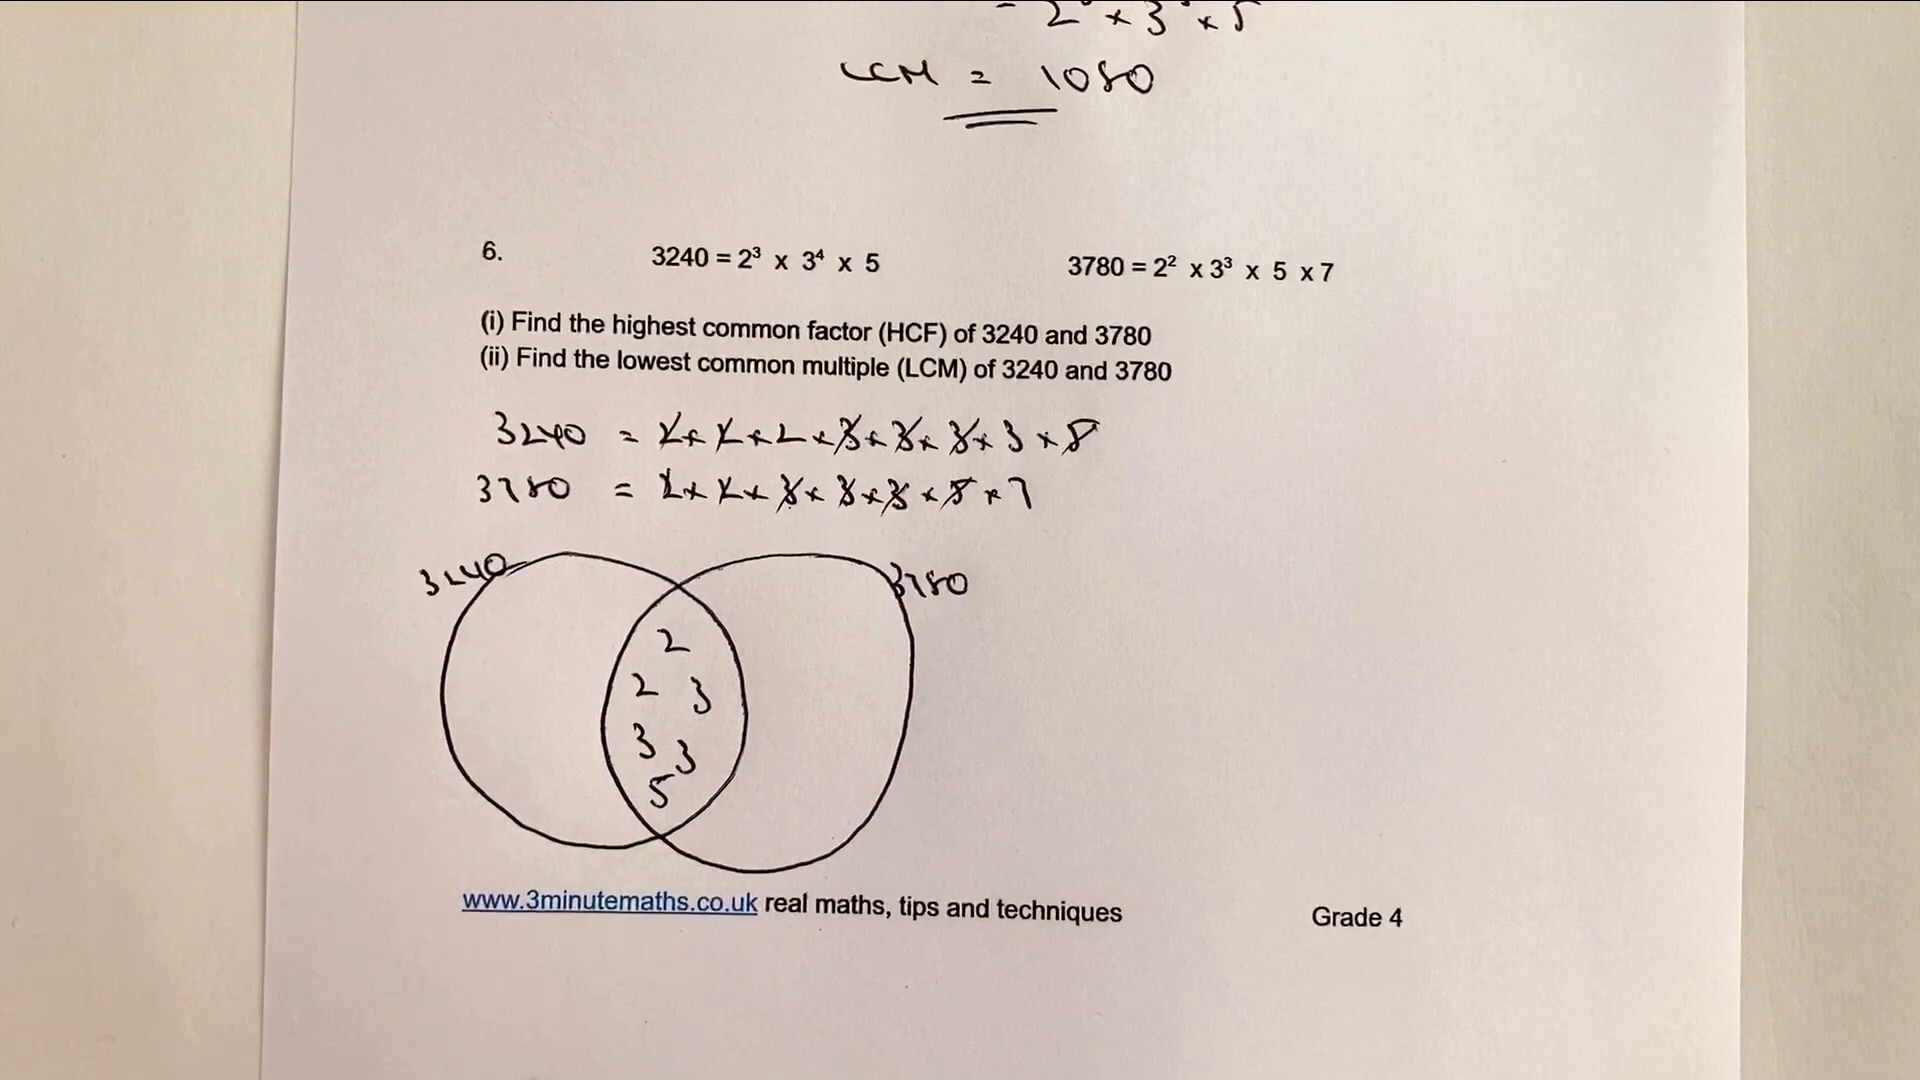 = 2³ × 3³ × 5
LCM = 1080
6. 3240 = 2³ x 3⁴ x 5 3780 = 2² x 3³ x 5 x 7
(i) Find the highest common factor (HCF) of 3240 and 3780
(ii) Find the lowest common multiple (LCM) of 3240 and 3780
3240 = 2 × 2 × 2 × 3 × 3 × 3 × 3 × 5
3780 = 2 × 2 × 3 × 3 × 3 × 5 × 7
3240 3780
2
2 3
3 3
5
www.3minutemaths.co.uk real maths, tips and techniques Grade 4